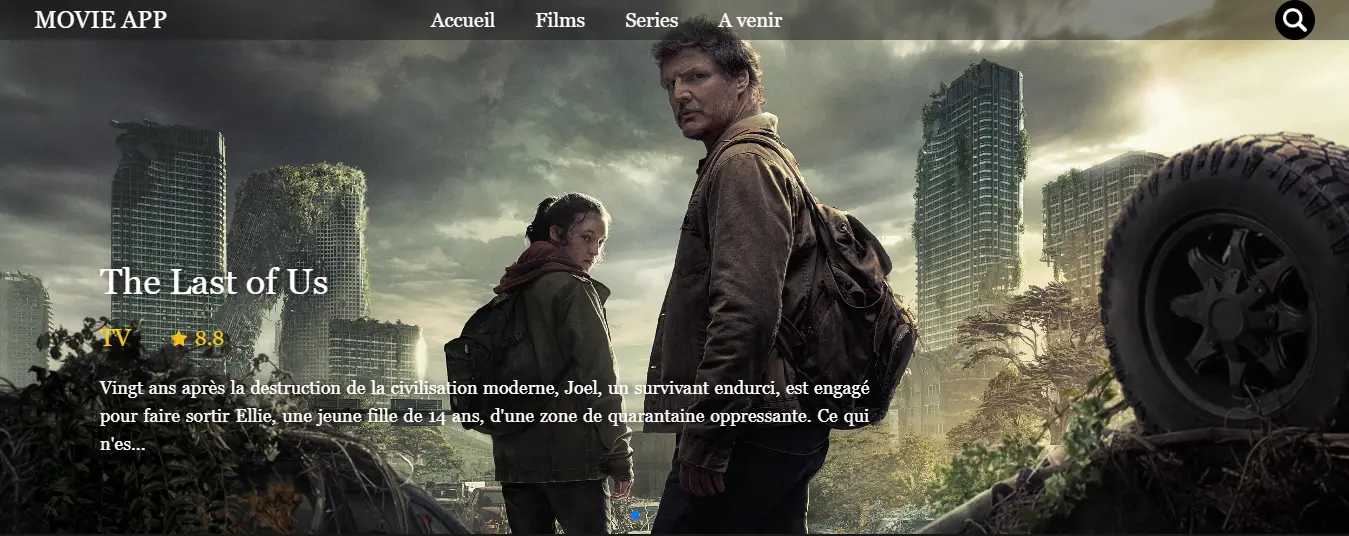 MOVIE APP
Accueil Films Series A venir
The Last of Us
TV 8.8
Vingt ans après la destruction de la civilisation moderne, Joel, un survivant endurci, est engagé
pour faire sortir Ellie, une jeune fille de 14 ans, d'une zone de quarantaine oppressante. Ce qui
n'es...